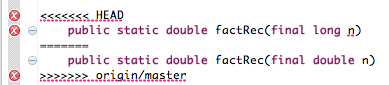 <<<<<<< HEAD
    public static double factRec(final long n)
=======
    public static double factRec(final double n)
>>>>>>> origin/master